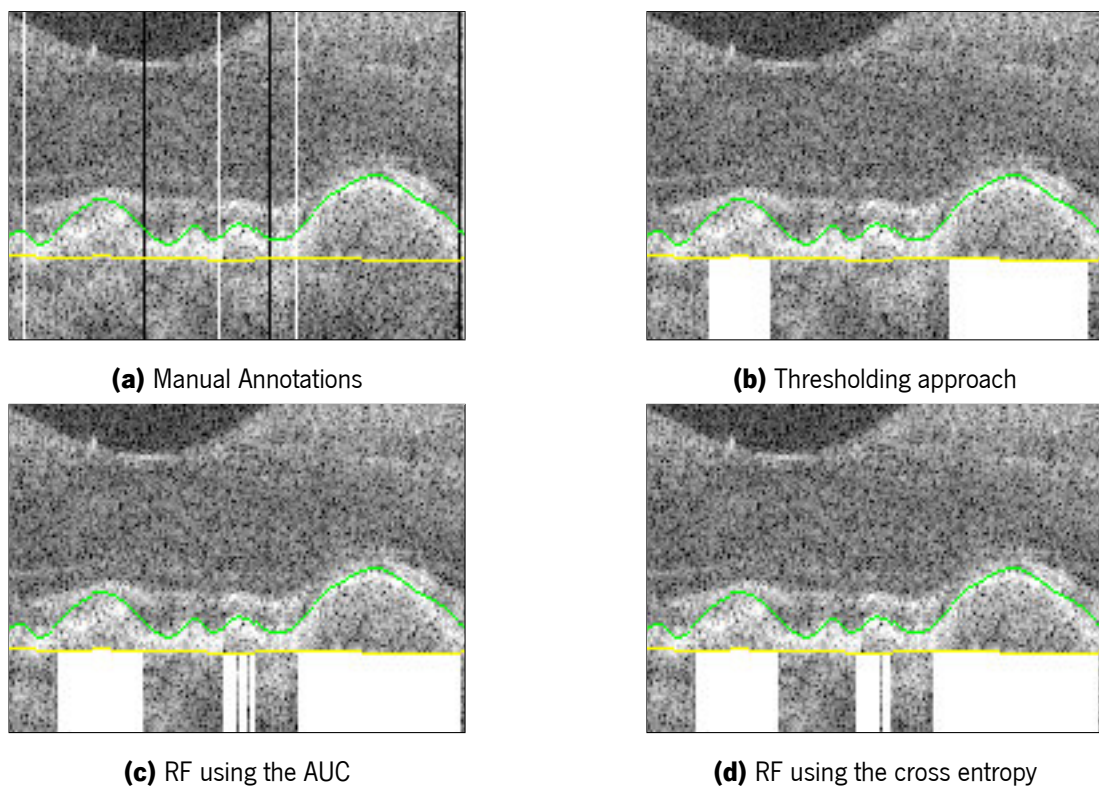 (a) Manual Annotations
(b) Thresholding approach
(c) RF using the AUC
(d) RF using the cross entropy